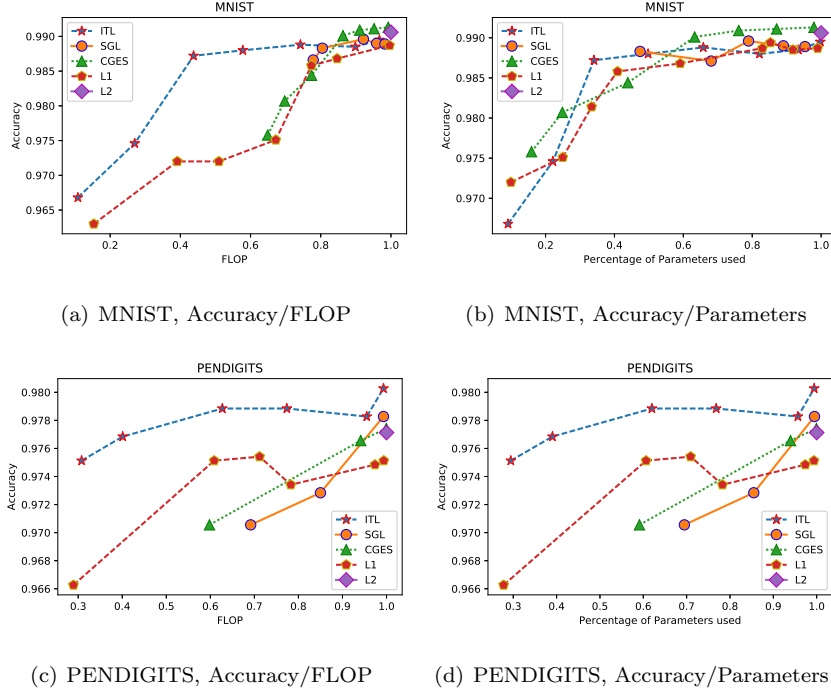 MNIST
0.990
0.985
0.980
0.975
0.970
0.965
Accuracy
ITL
SGL
CGES
L1
L2
0.2 0.4 0.6 0.8 1.0
FLOP
(a) MNIST, Accuracy/FLOP
MNIST
0.990
0.985
0.980
0.975
0.970
Accuracy
ITL
SGL
CGES
L1
L2
0.2 0.4 0.6 0.8 1.0
Percentage of Parameters used
(b) MNIST, Accuracy/Parameters
PENDIGITS
0.980
0.978
0.976
0.974
0.972
0.970
0.968
0.966
Accuracy
ITL
SGL
CGES
L1
L2
0.3 0.4 0.5 0.6 0.7 0.8 0.9 1.0
FLOP
(c) PENDIGITS, Accuracy/FLOP
PENDIGITS
0.980
0.978
0.976
0.974
0.972
0.970
0.968
0.966
Accuracy
ITL
SGL
CGES
L1
L2
0.3 0.4 0.5 0.6 0.7 0.8 0.9 1.0
Percentage of Parameters used
(d) PENDIGITS, Accuracy/Parameters